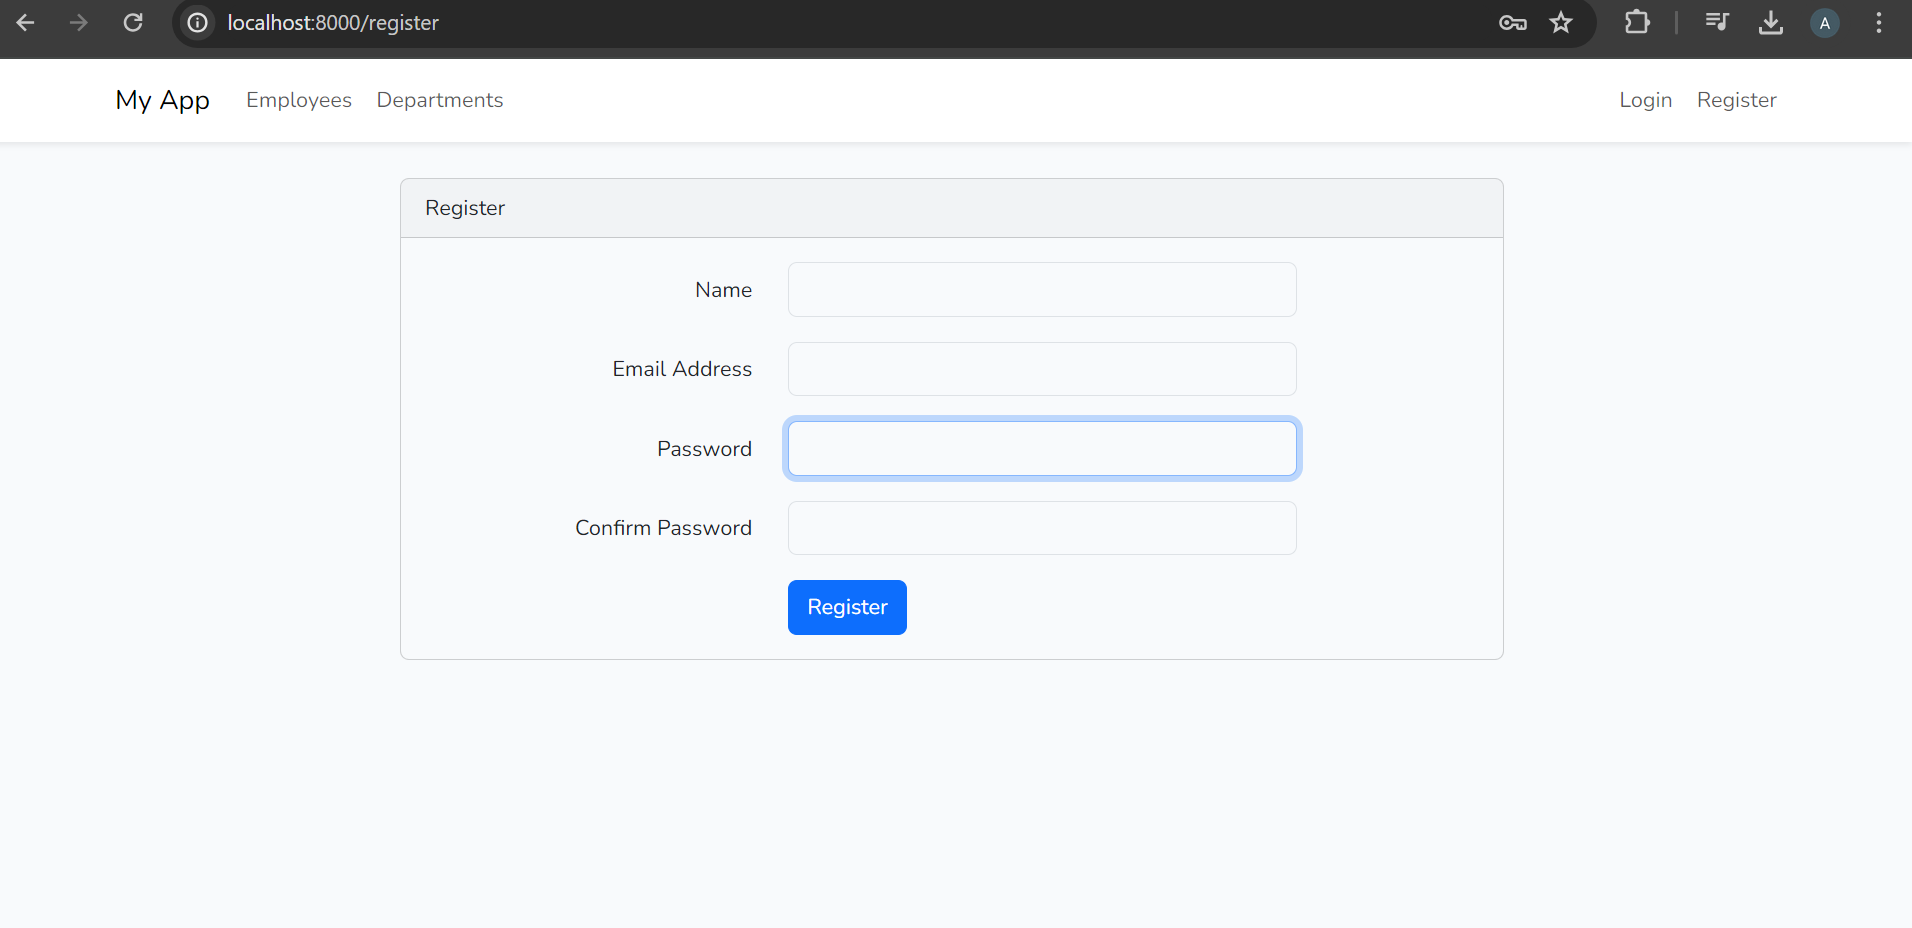 localhost:8000/register
A
My App Employees Departments Login Register
Register
Name
Email Address
Password
Confirm Password
Register